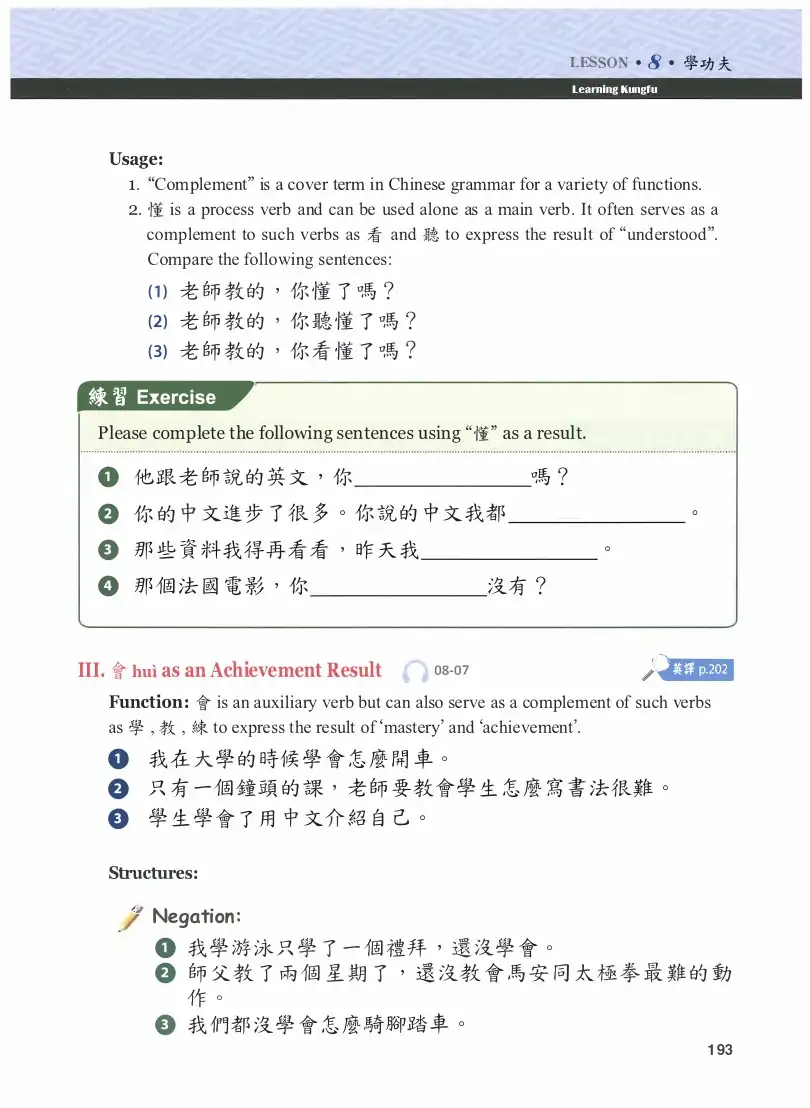 LESSON • 8 • 學功夫
Learning Kungfu
Usage:
1. “Complement” is a cover term in Chinese grammar for a variety of functions.
2. 懂 is a process verb and can be used alone as a main verb. It often serves as a
complement to such verbs as 看 and 聽 to express the result of “understood”.
Compare the following sentences:
(1) 老師教的，你懂了嗎？
(2) 老師教的，你聽懂了嗎？
(3) 老師教的，你看懂了嗎？
練習 Exercise
Please complete the following sentences using “懂” as a result.
1 他跟老師說的英文，你________________嗎？
2 你的中文進步了很多。你說的中文我都________________。
3 那些資料我得再看看，昨天我________________。
4 那個法國電影，你________________沒有？
III. 會 huì as an Achievement Result 08-07 英譯 p.202
Function: 會 is an auxiliary verb but can also serve as a complement of such verbs
as 學 , 教 , 練 to express the result of ‘mastery’ and ‘achievement’.
1 我在大學的時候學會怎麼開車。
2 只有一個鐘頭的課，老師要教會學生怎麼寫書法很難。
3 學生學會了用中文介紹自己。
Structures:
Negation:
1 我學游泳只學了一個禮拜，還沒學會。
2 師父教了兩個星期了，還沒教會馬安同太極拳最難的動
作。
3 我們都沒學會怎麼騎腳踏車。
193